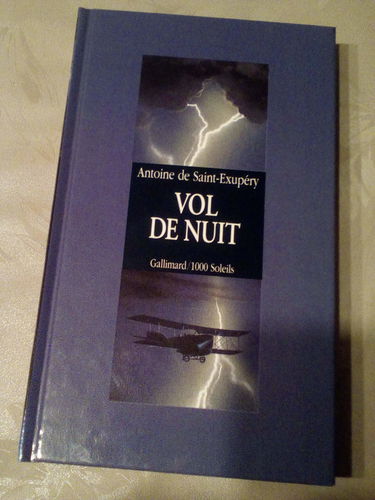 Antoine de Saint-Exupéry
VOL
DE NUIT
Gallimard/1000 Soleils